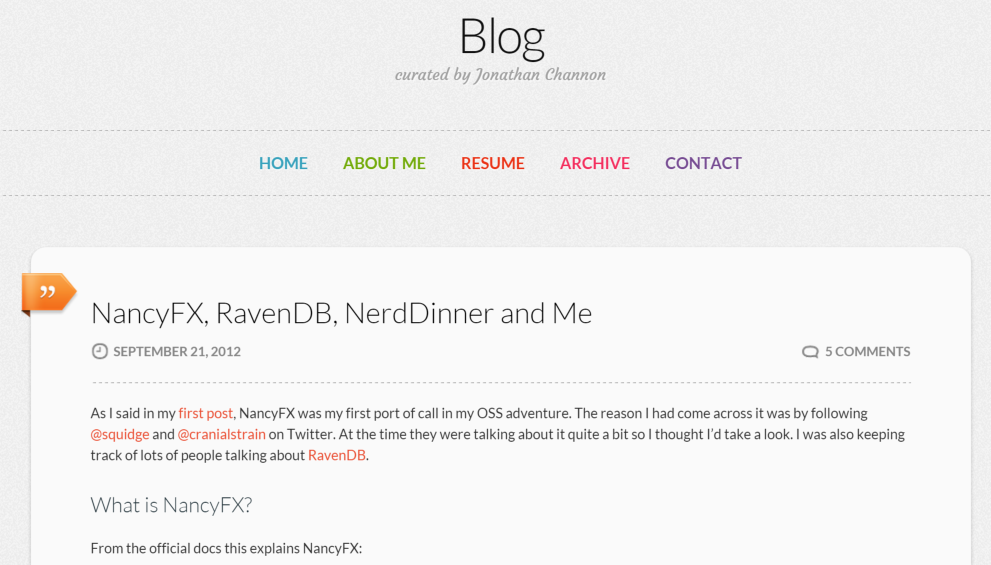 Blog
curated by Jonathan Channon
HOME ABOUT ME RESUME ARCHIVE CONTACT
”
NancyFX, RavenDB, NerdDinner and Me
SEPTEMBER 21, 2012 5 COMMENTS
As I said in my first post, NancyFX was my first port of call in my OSS adventure. The reason I had come across it was by following
@squidge and @cranialstrain on Twitter. At the time they were talking about it quite a bit so I thought I’d take a look. I was also keeping
track of lots of people talking about RavenDB.
What is NancyFX?
From the official docs this explains NancyFX: